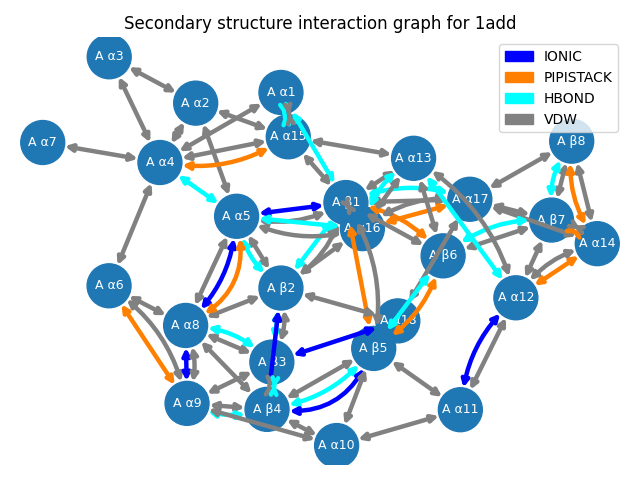 Secondary structure interaction graph for 1add
IONIC
PIPISTACK
HBOND
VDW
A α3
A α1
A α2
A α15
A α7
A α4
A α13
A β8
A β1
A α17
A α5
A α16
A β7
A α14
A β6
A α6
A β2
A α12
A α8
A α18
A β3
A β5
A α9
A β4
A α11
A α10